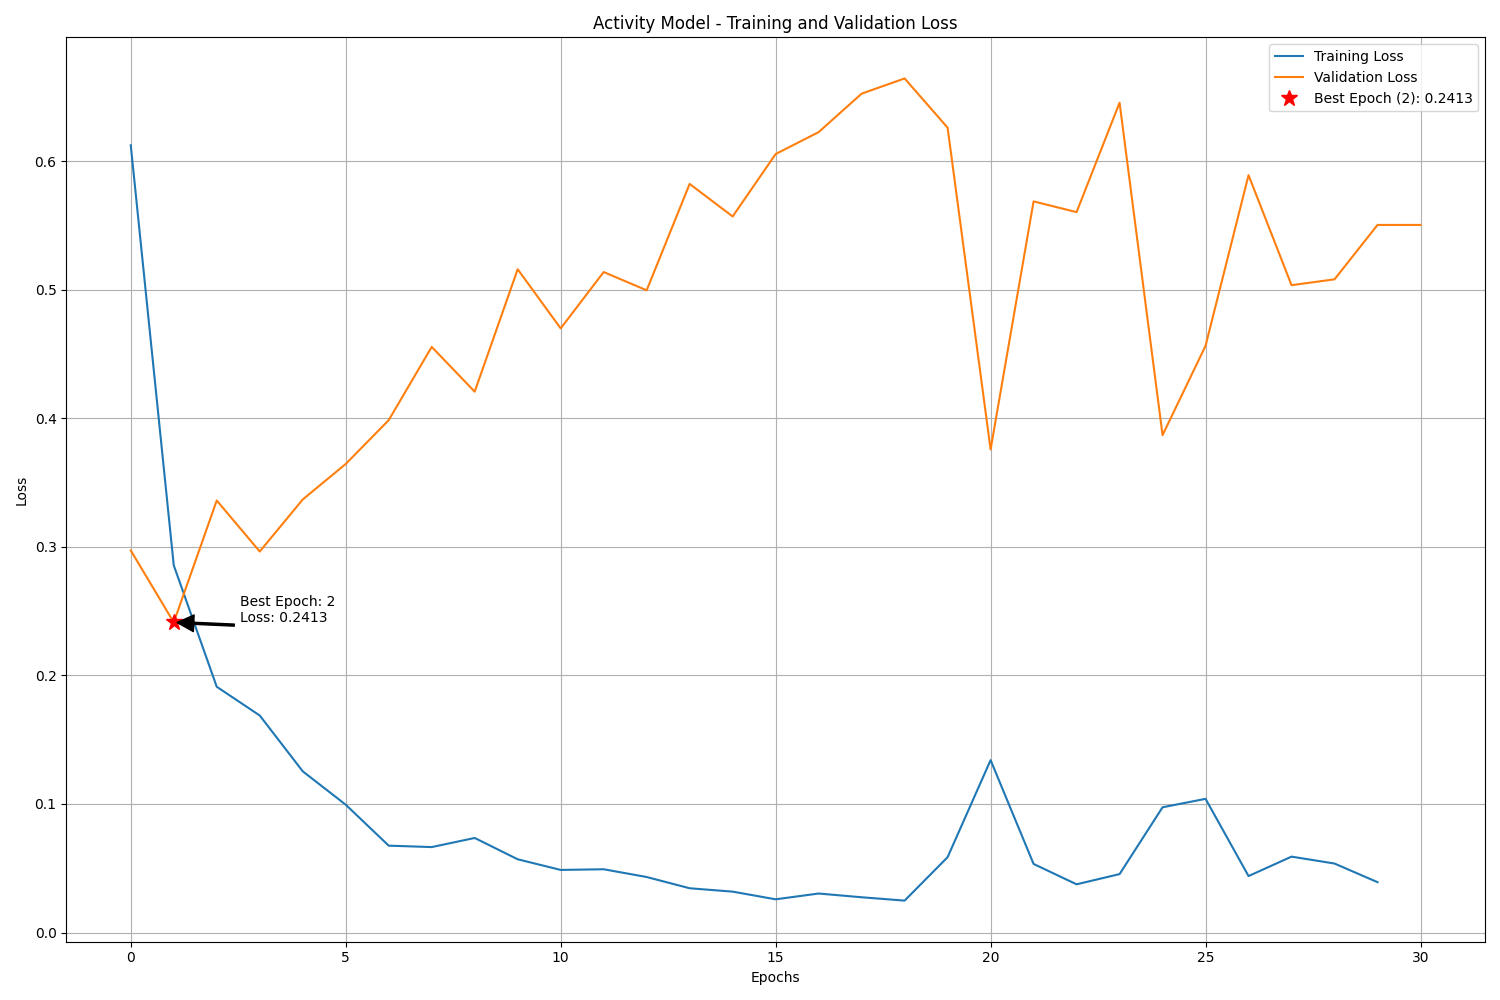 Activity Model - Training and Validation Loss
Training Loss
Validation Loss
Best Epoch (2): 0.2413
0.6
0.5
0.4
0.3
0.2
0.1
0.0
Loss
Best Epoch: 2
Loss: 0.2413
0 5 10 15 20 25 30
Epochs